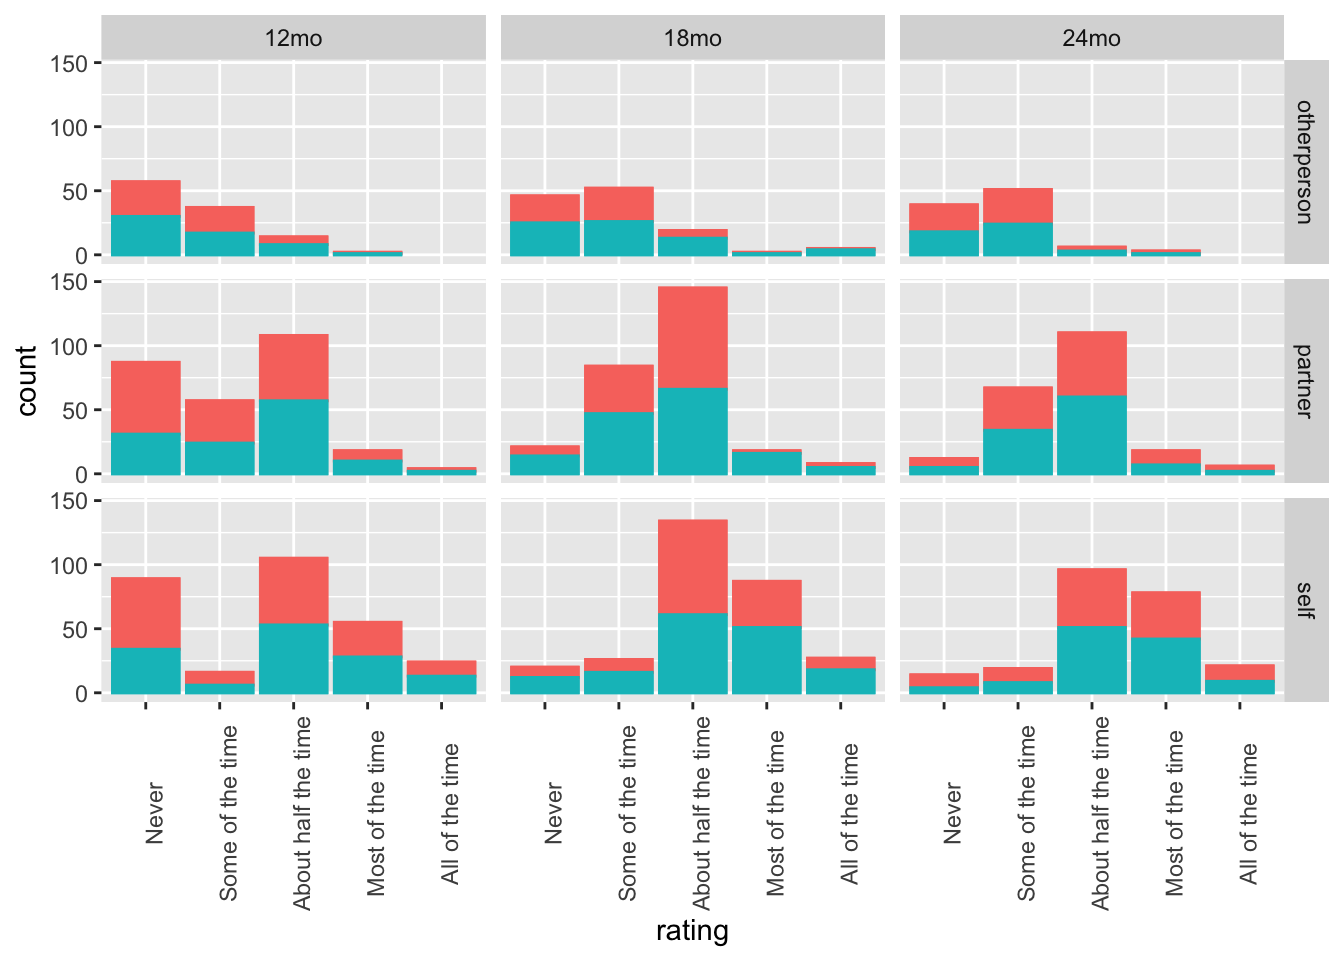 12mo 18mo 24mo
150
100
50
0
otherperson
150
100
50
0
partner
150
100
50
0
self
count
Never Some of the time About half the time Most of the time All of the time Never Some of the time About half the time Most of the time All of the time Never Some of the time About half the time Most of the time All of the time
rating